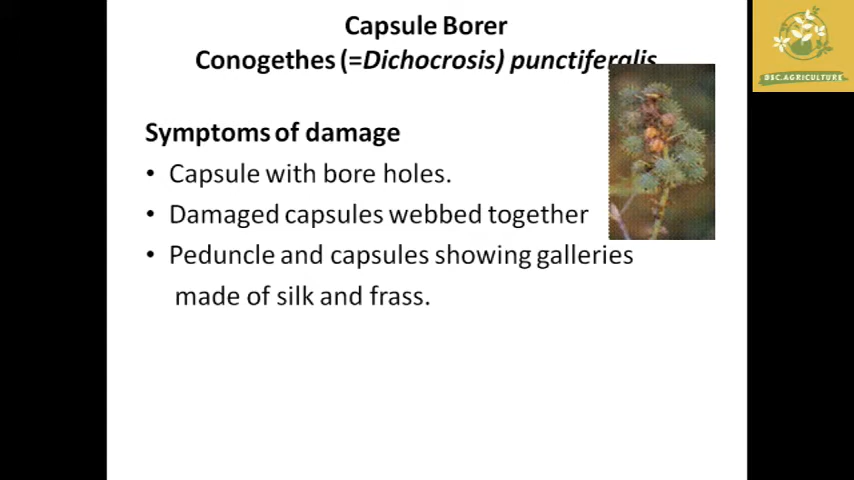 Capsule Borer
Conogethes (=Dichocrosis) punctiferalis
BSC.AGRICULTURE
Symptoms of damage
• Capsule with bore holes.
• Damaged capsules webbed together
• Peduncle and capsules showing galleries
made of silk and frass.